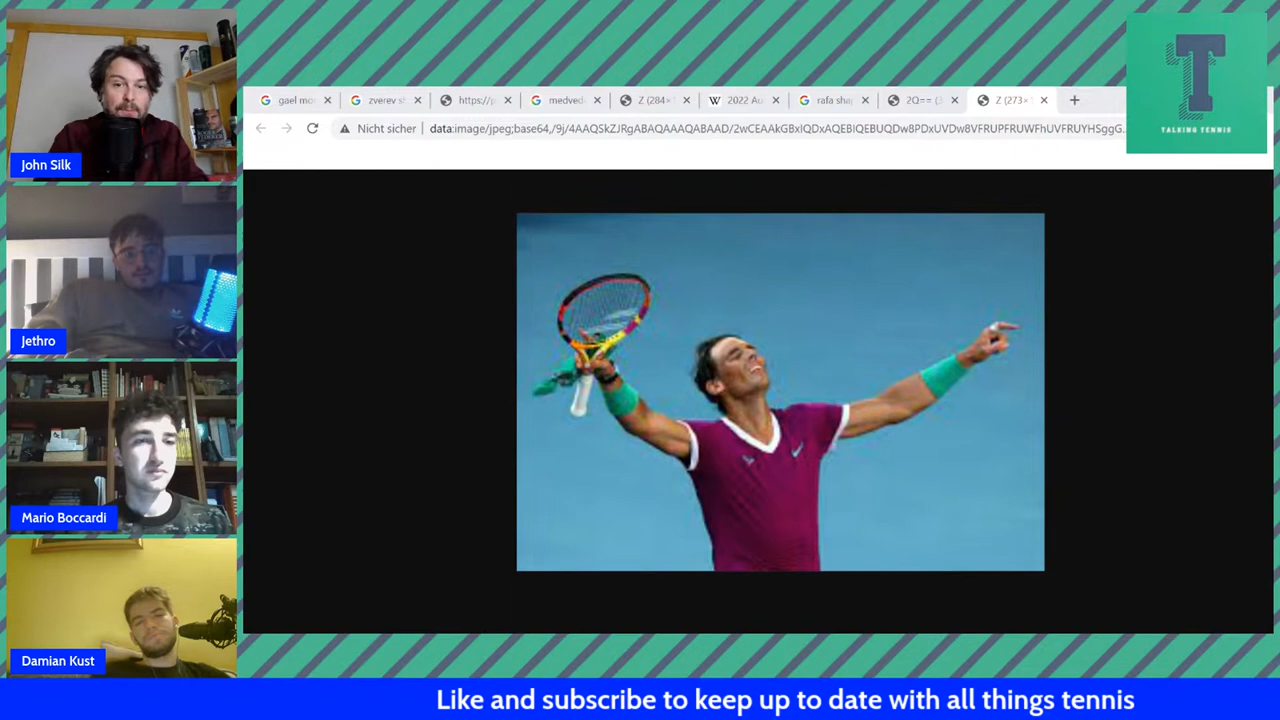 John Silk
Jethro
Mario Boccardi
Damian Kust
gael mo
zverev s
https://p
medved
Z (284×
W 2022 Au
rafa sha
2Q== (
Z (273×
Nicht sicher
data:image/jpeg;base64,/9j/4AAQSkZJRgABAQAAAQABAAD/2wCEAAkGBxIQDxAQEBIQEBUQDw8PDxUVDw8VFRUPFRUWFhUVFRUYHSggG...
T
TALKING TENNIS
Like and subscribe to keep up to date with all things tennis